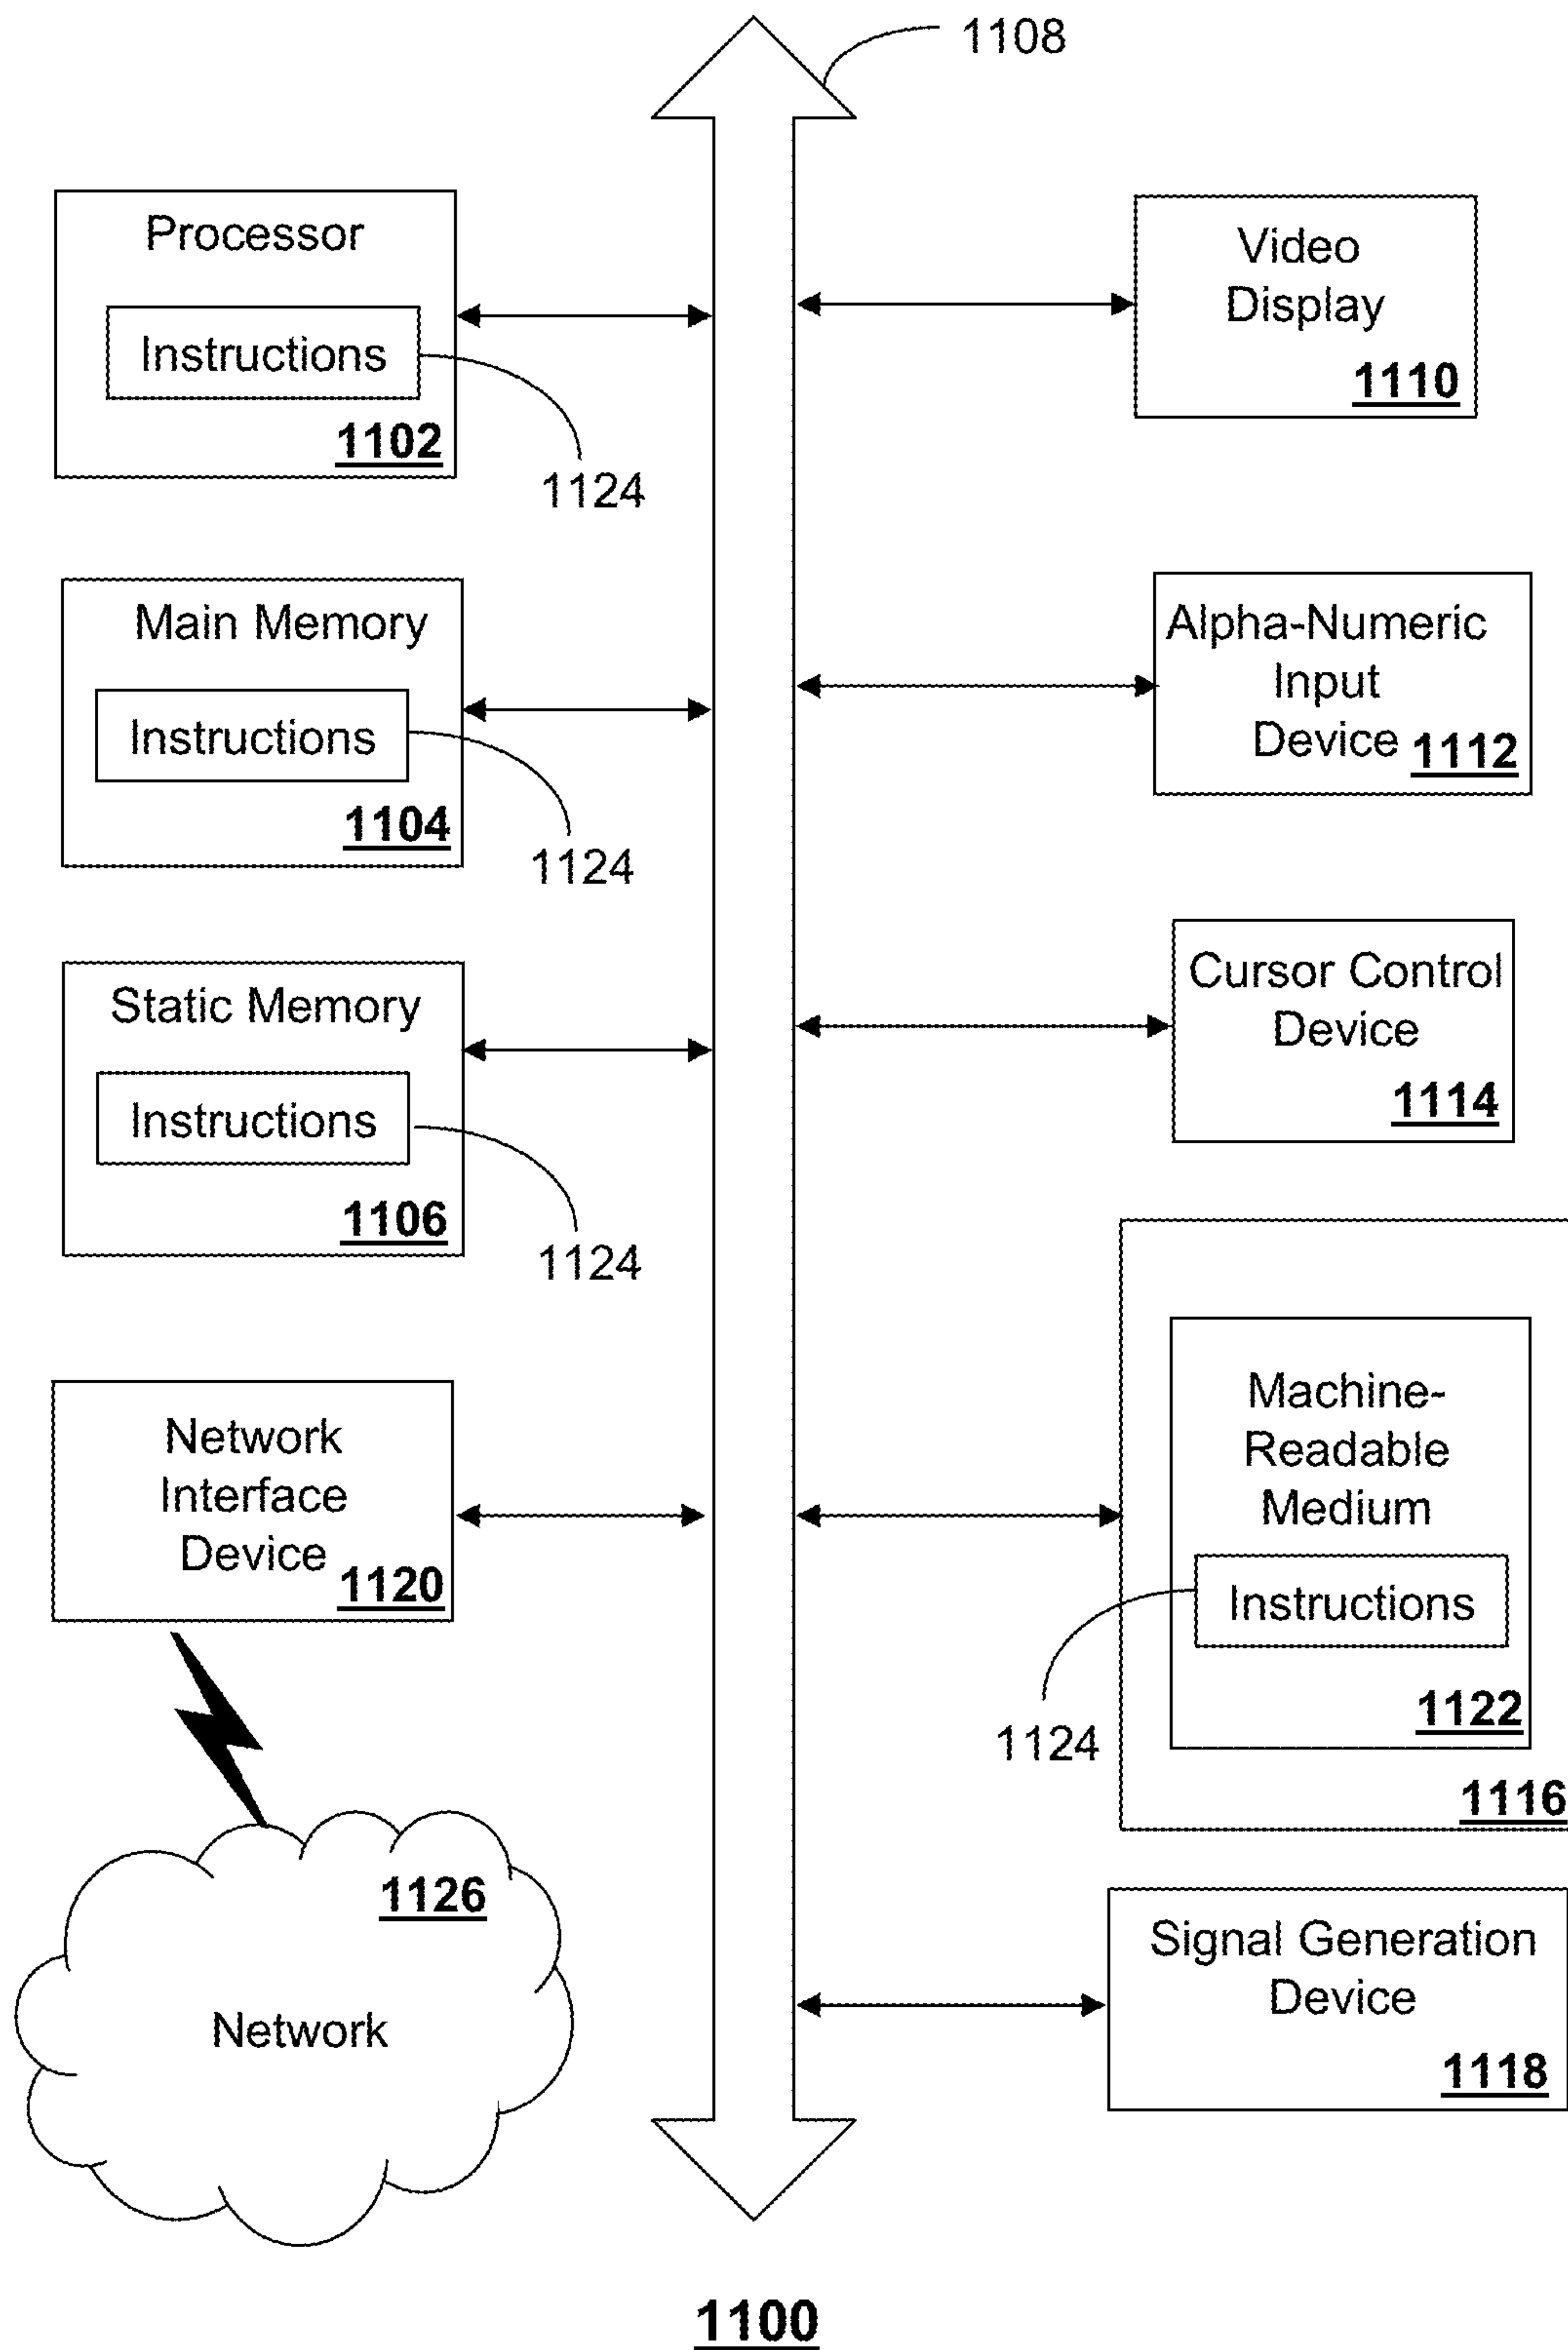 1108
Processor
Instructions
1102
1124
Main Memory
Instructions
1104
1124
Static Memory
Instructions
1106
1124
Network
Interface
Device
1120
1126
Network
Video
Display
1110
Alpha-Numeric
Input
Device 1112
Cursor Control
Device
1114
Machine-
Readable
Medium
Instructions
1122
1124
1116
Signal Generation
Device
1118
1100